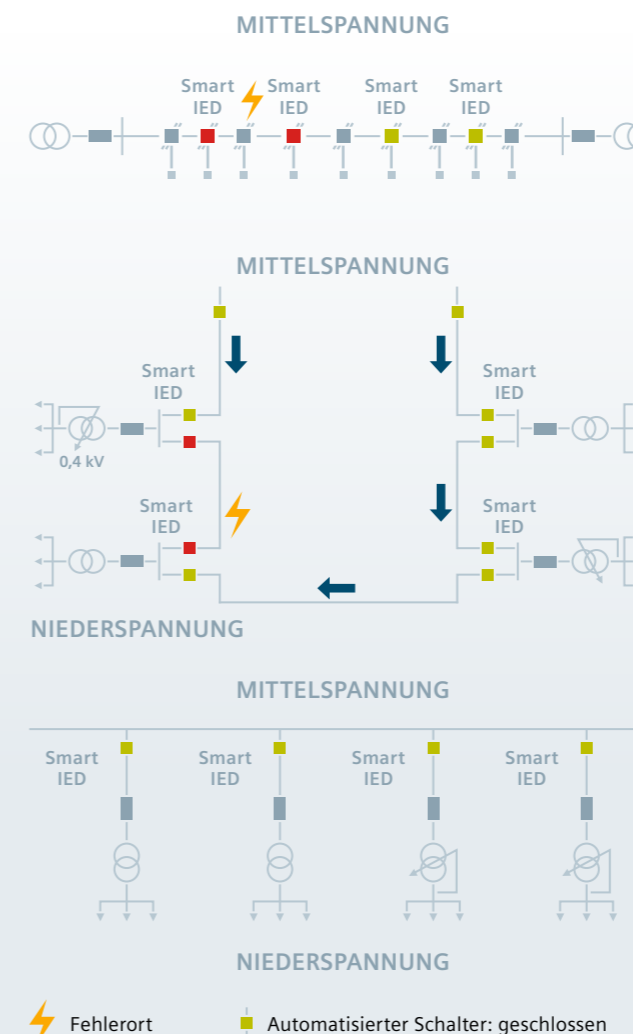 MITTELSPANNUNG
Smart IED
Smart IED
Smart IED
Smart IED
MITTELSPANNUNG
Smart IED
Smart IED
0,4 kV
Smart IED
Smart IED
NIEDERSPANNUNG
MITTELSPANNUNG
Smart IED
Smart IED
Smart IED
Smart IED
NIEDERSPANNUNG
Fehlerort
Automatisierter Schalter: geschlossen